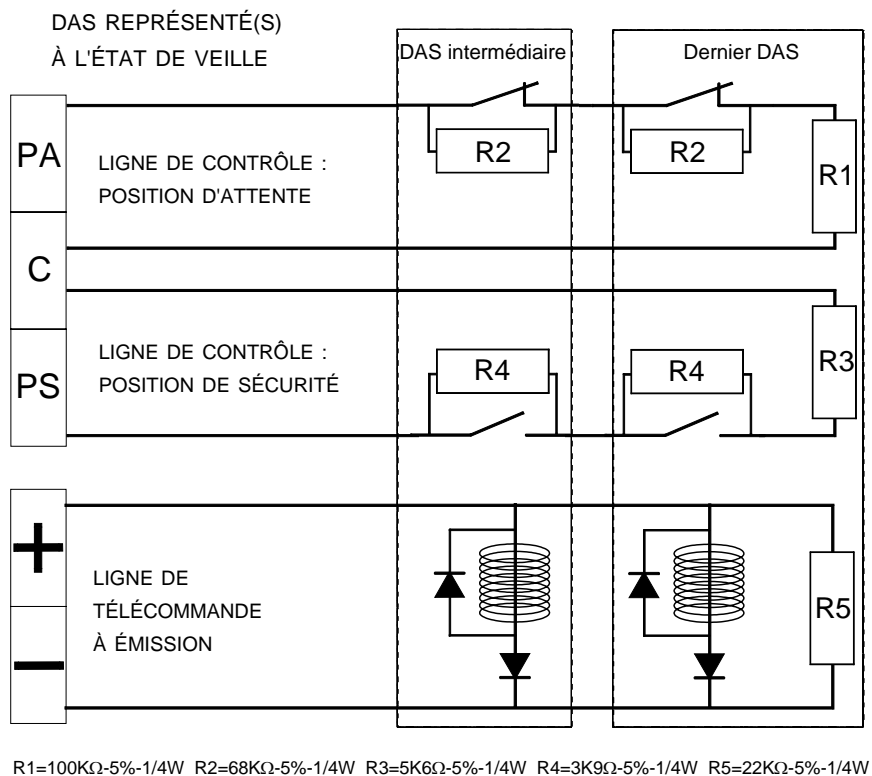 DAS REPRÉSENTÉ(S)
À L'ÉTAT DE VEILLE
DAS intermédiaire
Dernier DAS
PA
LIGNE DE CONTRÔLE :
POSITION D'ATTENTE
R2
R2
R1
C
LIGNE DE CONTRÔLE :
POSITION DE SÉCURITÉ
R4
R4
R3
PS
+
LIGNE DE
TÉLÉCOMMANDE
À ÉMISSION
R5
−
R1=100KΩ-5%-1/4W R2=68KΩ-5%-1/4W R3=5K6Ω-5%-1/4W R4=3K9Ω-5%-1/4W R5=22KΩ-5%-1/4W